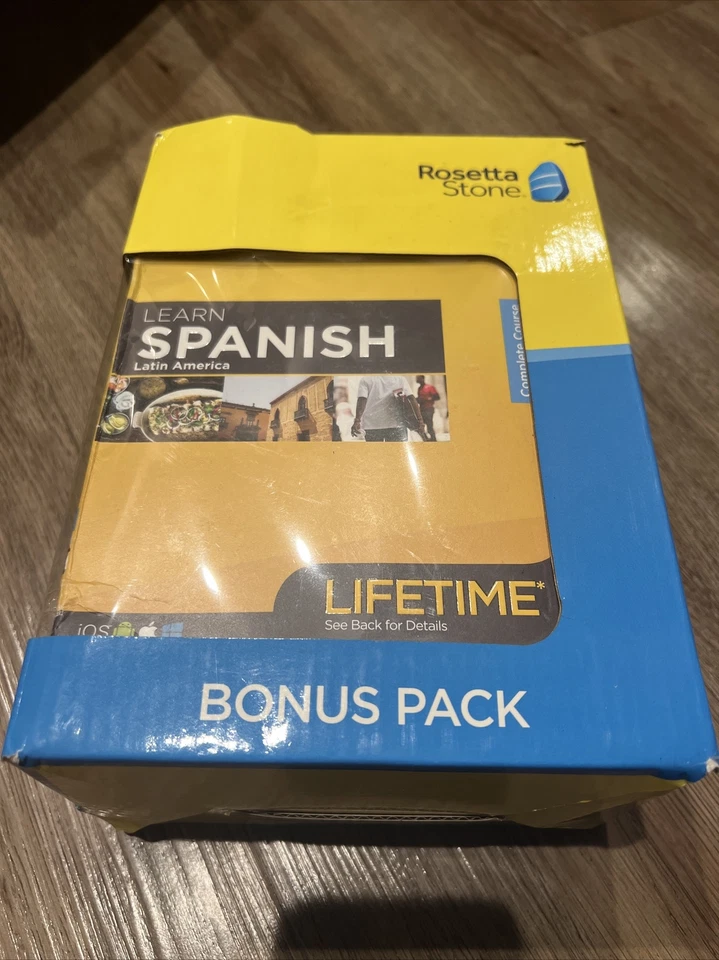 Rosetta
Stone
LEARN
SPANISH
Latin America
Complete Course
LIFETIME*
See Back for Details
iOS
BONUS PACK